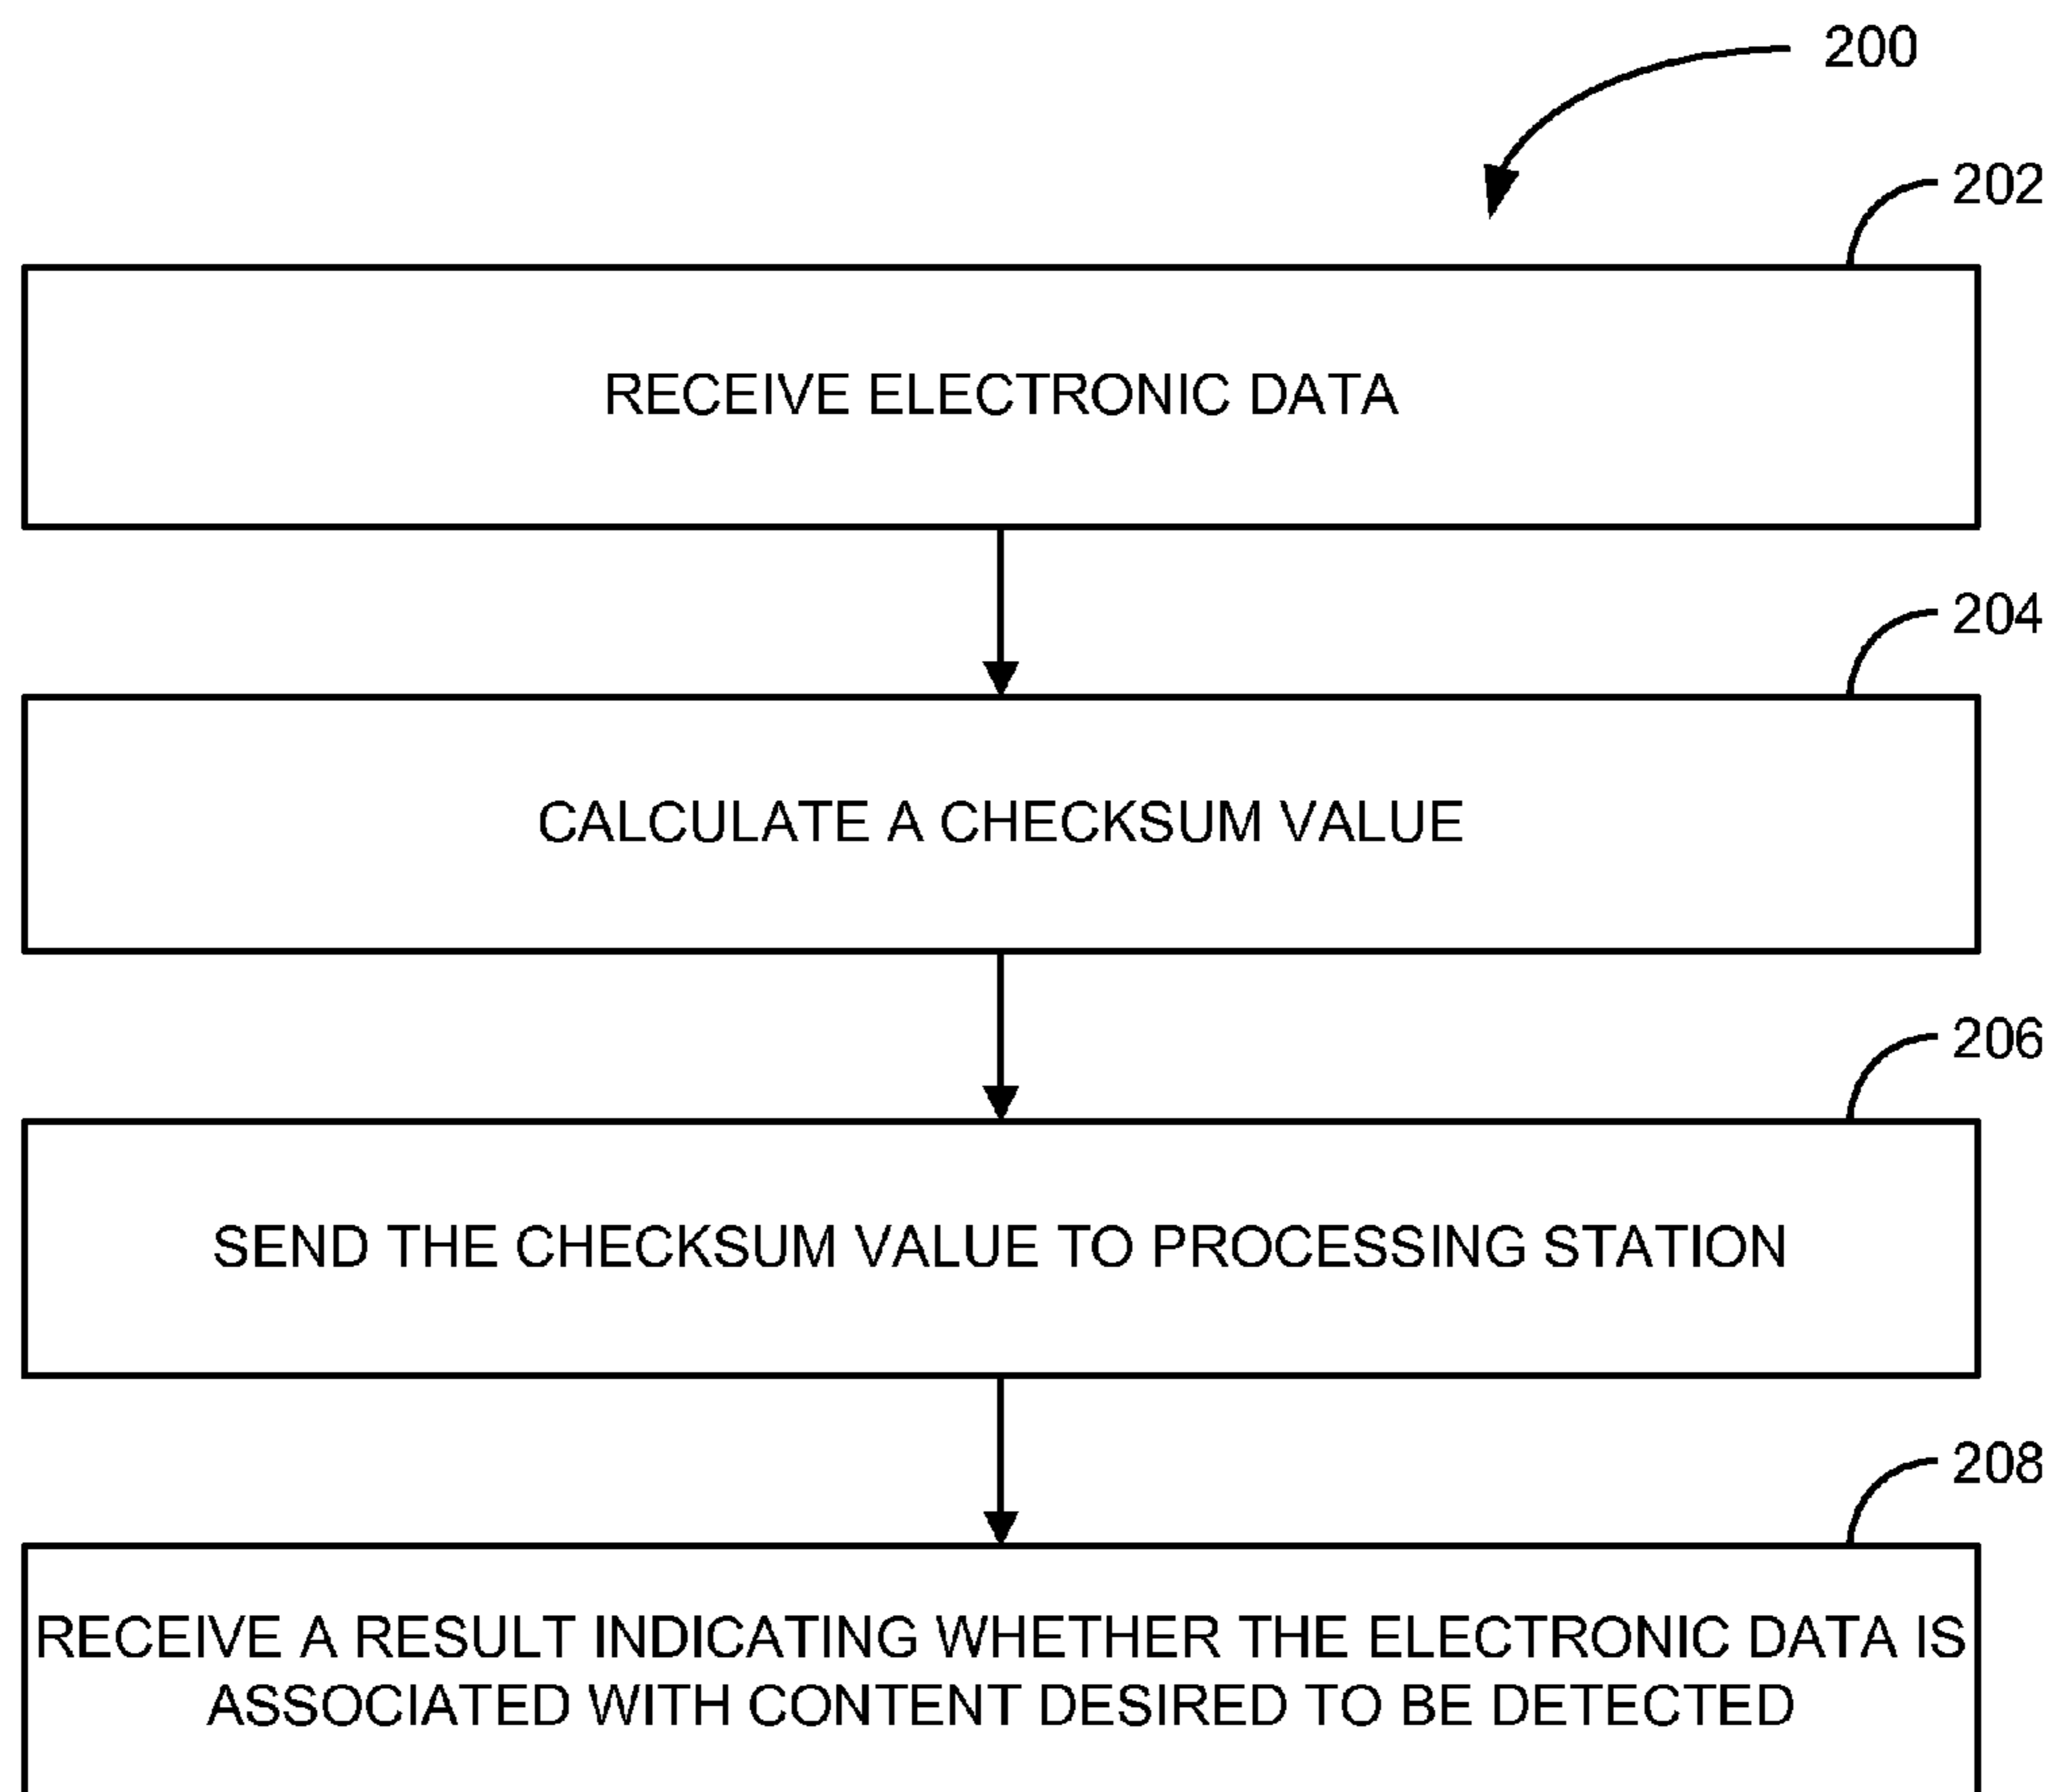 200
202
RECEIVE ELECTRONIC DATA
204
CALCULATE A CHECKSUM VALUE
206
SEND THE CHECKSUM VALUE TO PROCESSING STATION
208
RECEIVE A RESULT INDICATING WHETHER THE ELECTRONIC DATA IS
ASSOCIATED WITH CONTENT DESIRED TO BE DETECTED